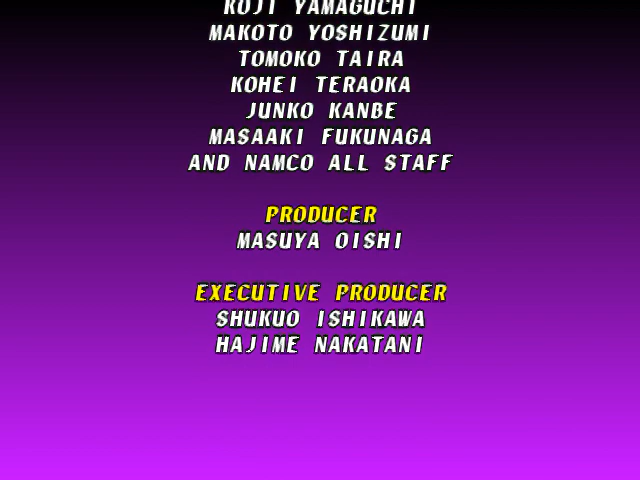 KOJI YAMAGUCHI
MAKOTO YOSHIZUMI
TOMOKO TAIRA
KOHEI TERAOKA
JUNKO KANBE
MASAAKI FUKUNAGA
AND NAMCO ALL STAFF
PRODUCER
MASUYA OISHI
EXECUTIVE PRODUCER
SHUKUO ISHIKAWA
HAJIME NAKATANI